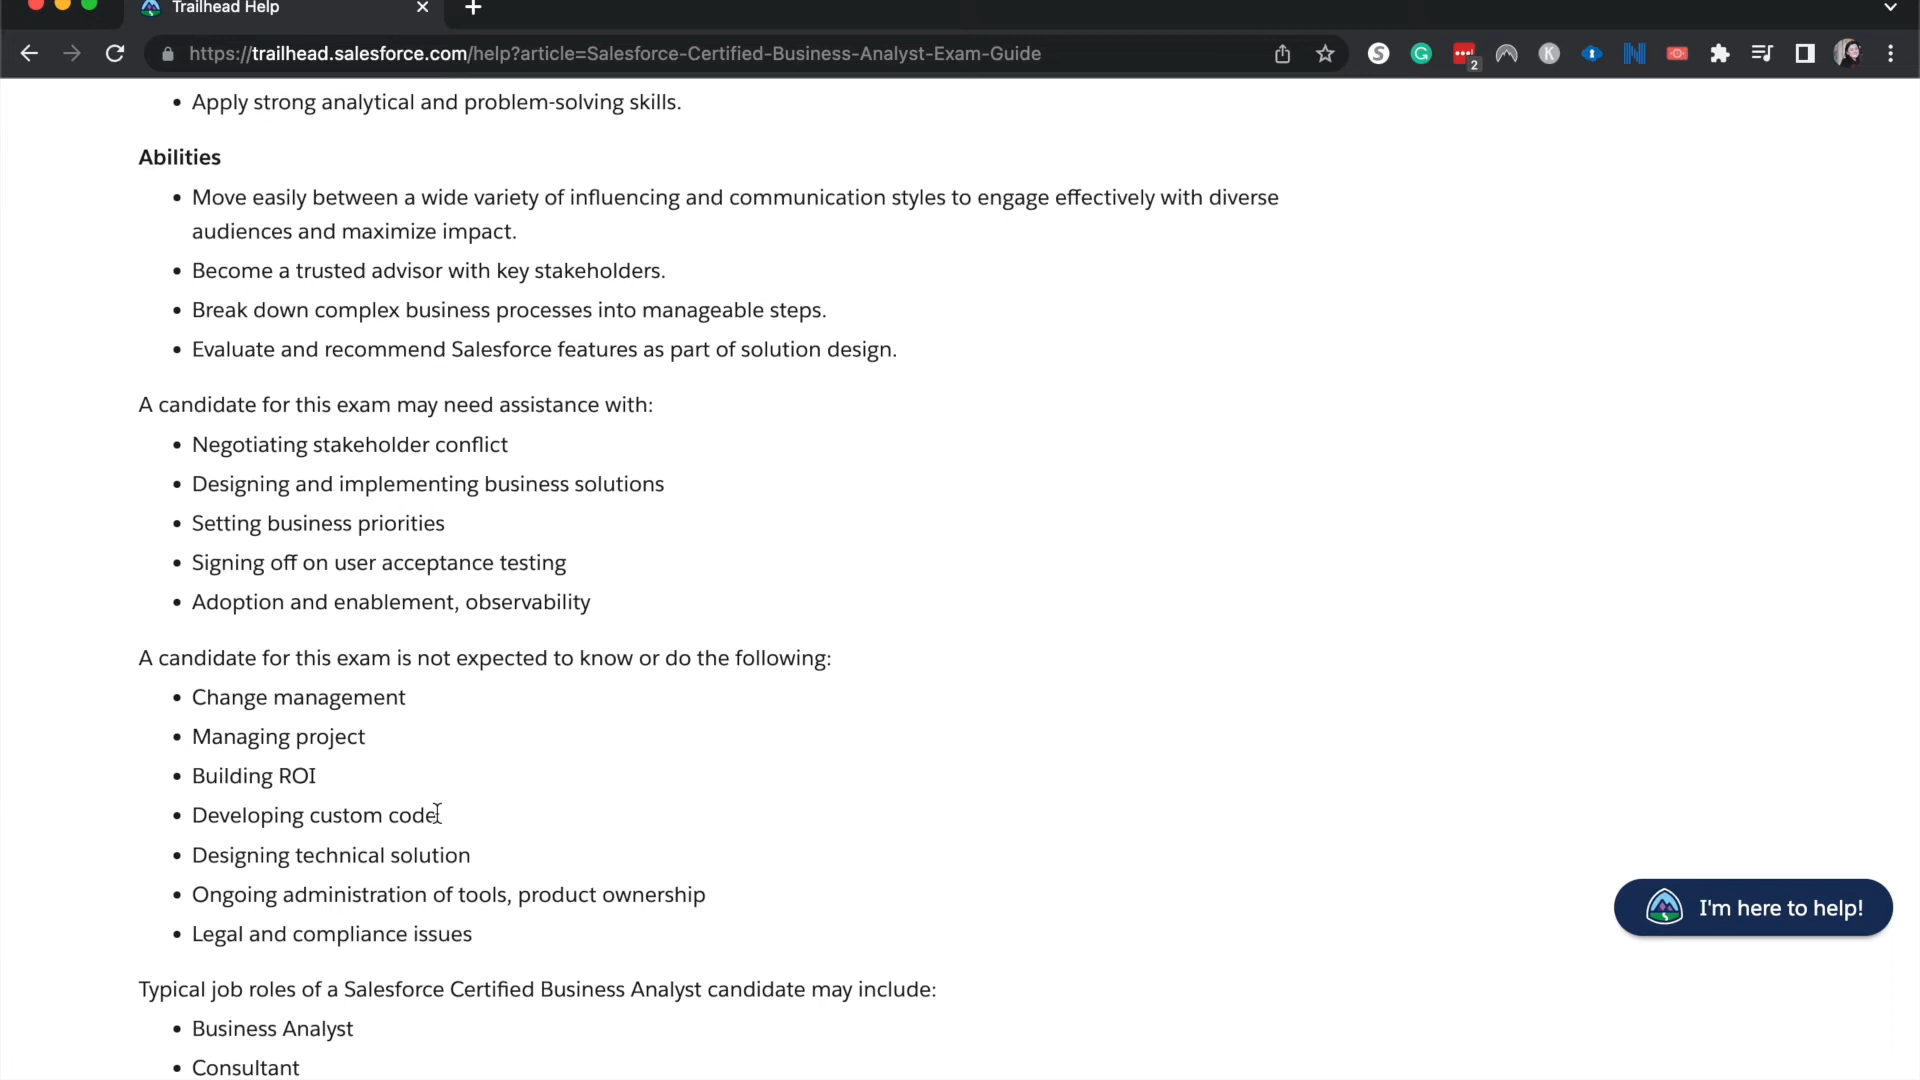 Trailhead Help
https://trailhead.salesforce.com/help?article=Salesforce-Certified-Business-Analyst-Exam-Guide
2
• Apply strong analytical and problem-solving skills.
Abilities
• Move easily between a wide variety of influencing and communication styles to engage effectively with diverse
audiences and maximize impact.
• Become a trusted advisor with key stakeholders.
• Break down complex business processes into manageable steps.
• Evaluate and recommend Salesforce features as part of solution design.
A candidate for this exam may need assistance with:
• Negotiating stakeholder conflict
• Designing and implementing business solutions
• Setting business priorities
• Signing off on user acceptance testing
• Adoption and enablement, observability
A candidate for this exam is not expected to know or do the following:
• Change management
• Managing project
• Building ROI
• Developing custom code
• Designing technical solution
• Ongoing administration of tools, product ownership
• Legal and compliance issues
I'm here to help!
Typical job roles of a Salesforce Certified Business Analyst candidate may include:
• Business Analyst
• Consultant